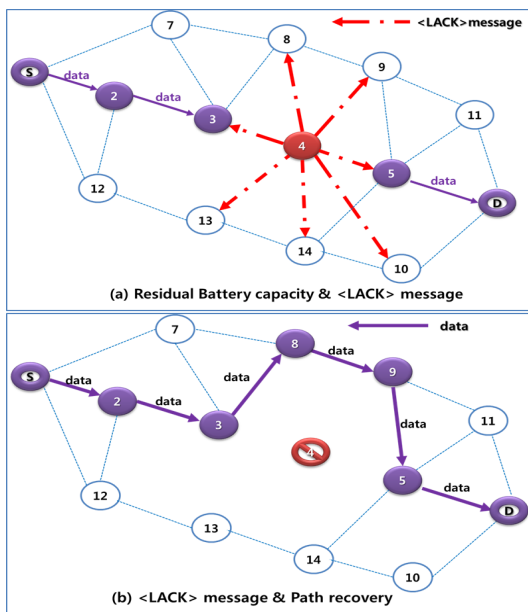 7
<LACK>message
8
S
data
9
2
data
3
11
4
5
data
12
D
13
14
10
(a) Residual Battery capacity & <LACK> message
7
data
8
S
data
9
data
2
data
3
11
data
4
5
data
12
D
13
14
10
(b) <LACK> message & Path recovery